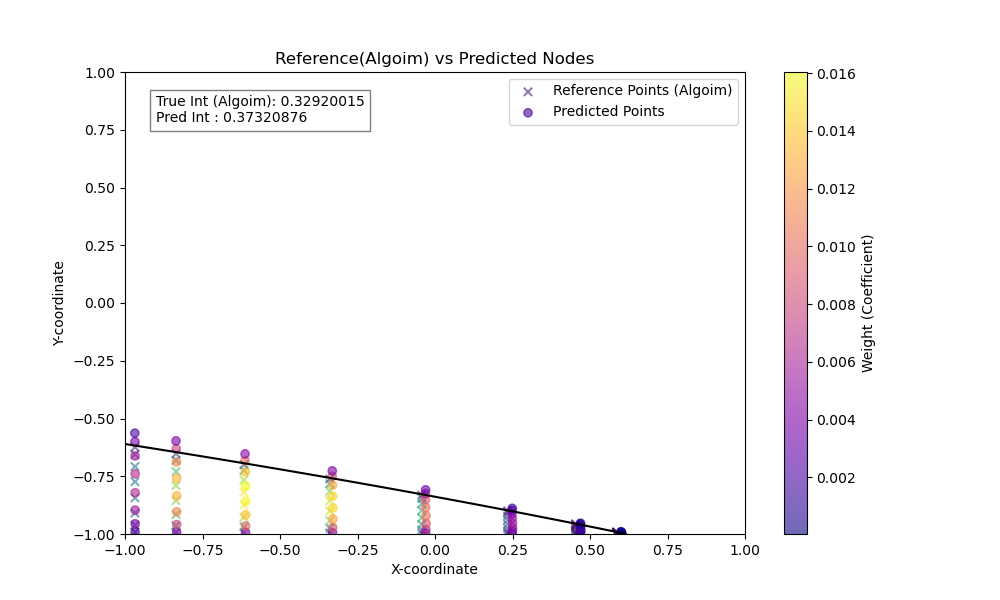 Reference(Algoim) vs Predicted Nodes
True Int (Algoim): 0.32920015
Pred Int : 0.37320876
Reference Points (Algoim)
Predicted Points
1.00
0.75
0.50
0.25
0.00
−0.25
−0.50
−0.75
−1.00
Y-coordinate
−1.00 −0.75 −0.50 −0.25 0.00 0.25 0.50 0.75 1.00
X-coordinate
0.016
0.014
0.012
0.010
0.008
0.006
0.004
0.002
Weight (Coefficient)